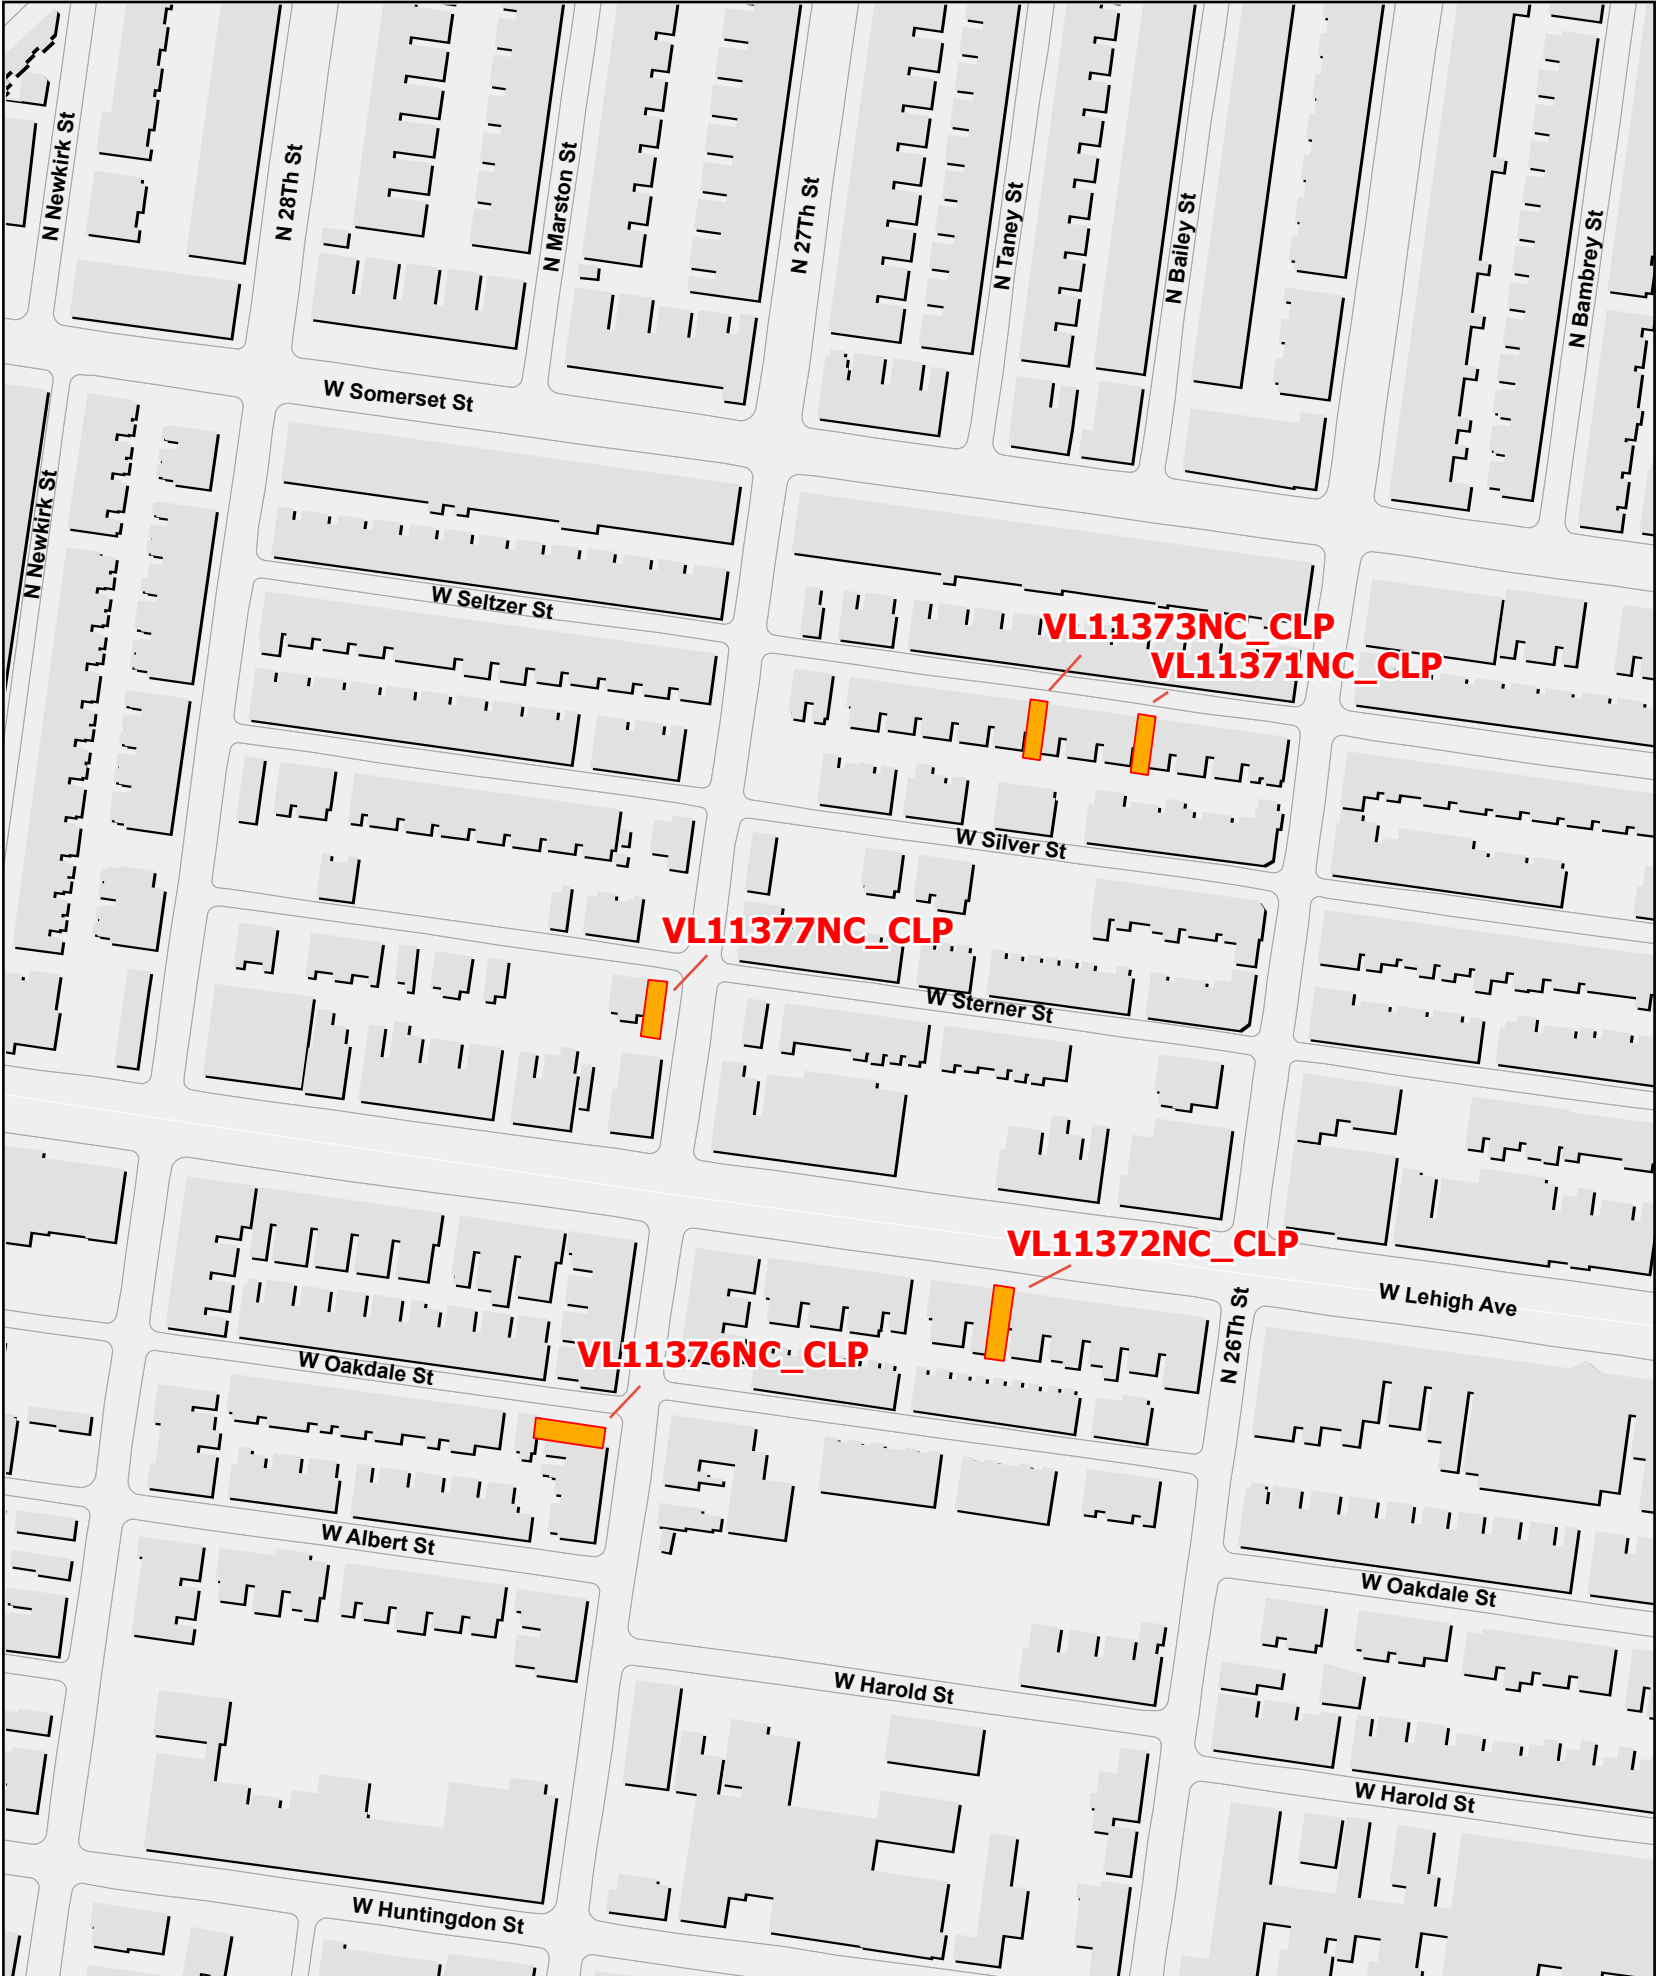 N Newkirk St
N 28Th St
N Marston St
N 27Th St
N Taney St
N Bailey St
N Bambrey St
W Somerset St
N Newkirk St
W Seltzer St
VL11373NC_CLP
VL11371NC_CLP
W Silver St
VL11377NC_CLP
W Sterner St
VL11372NC_CLP
W Lehigh Ave
N 26Th St
VL11376NC_CLP
W Oakdale St
W Albert St
W Oakdale St
W Harold St
W Harold St
W Huntingdon St